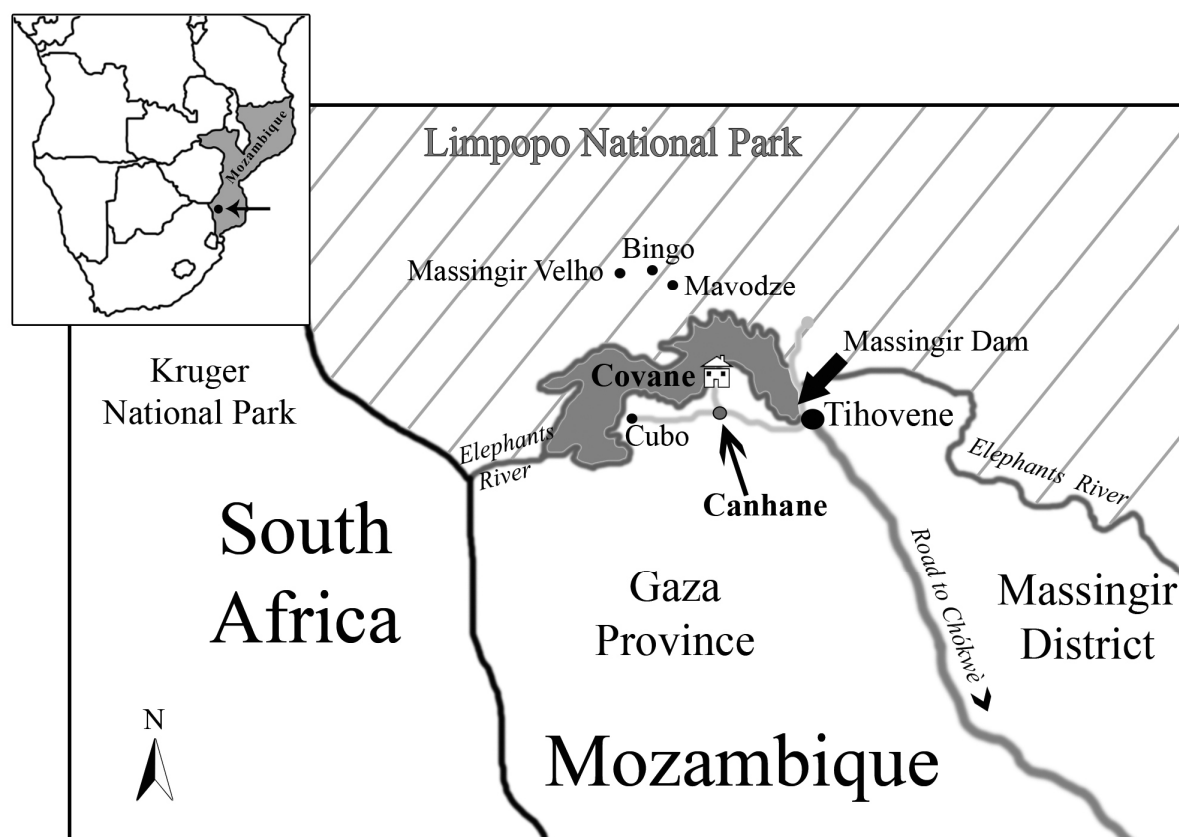 Mozambique
Limpopo National Park
Bingo
Massingir Velho
Mavodze
Massingir Dam
Kruger
National Park
Covane
Tihovene
Cubo
Elephants
River
Elephants River
Canhane
South
Africa
Gaza
Province
Road to Chókwè
Massingir
District
N
Mozambique